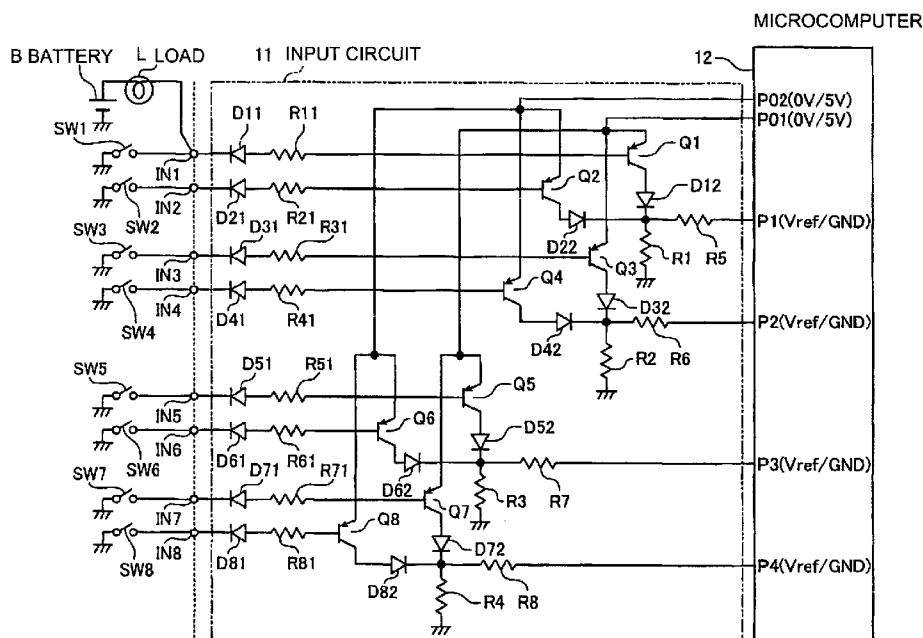 MICROCOMPUTER
B BATTERY L LOAD 11 INPUT CIRCUIT 12
P02(0V/5V)
P01(0V/5V)
SW1 D11 R11 Q1
IN1 Q2 D12
IN2
SW2 D21 R21 P1(Vref/GND)
SW3 D31 R31 D22 R1 R5
IN3 Q4 Q3
IN4 D32
SW4 D41 R41 P2(Vref/GND)
D42 R6
R2
SW5 D51 R51 Q5
IN5 Q6
IN6 D52
SW6 D61 R61 P3(Vref/GND)
SW7 D71 R71 D62 R3 R7
IN7 Q8 Q7
IN8 D72
SW8 D81 R81 P4(Vref/GND)
D82 R4 R8